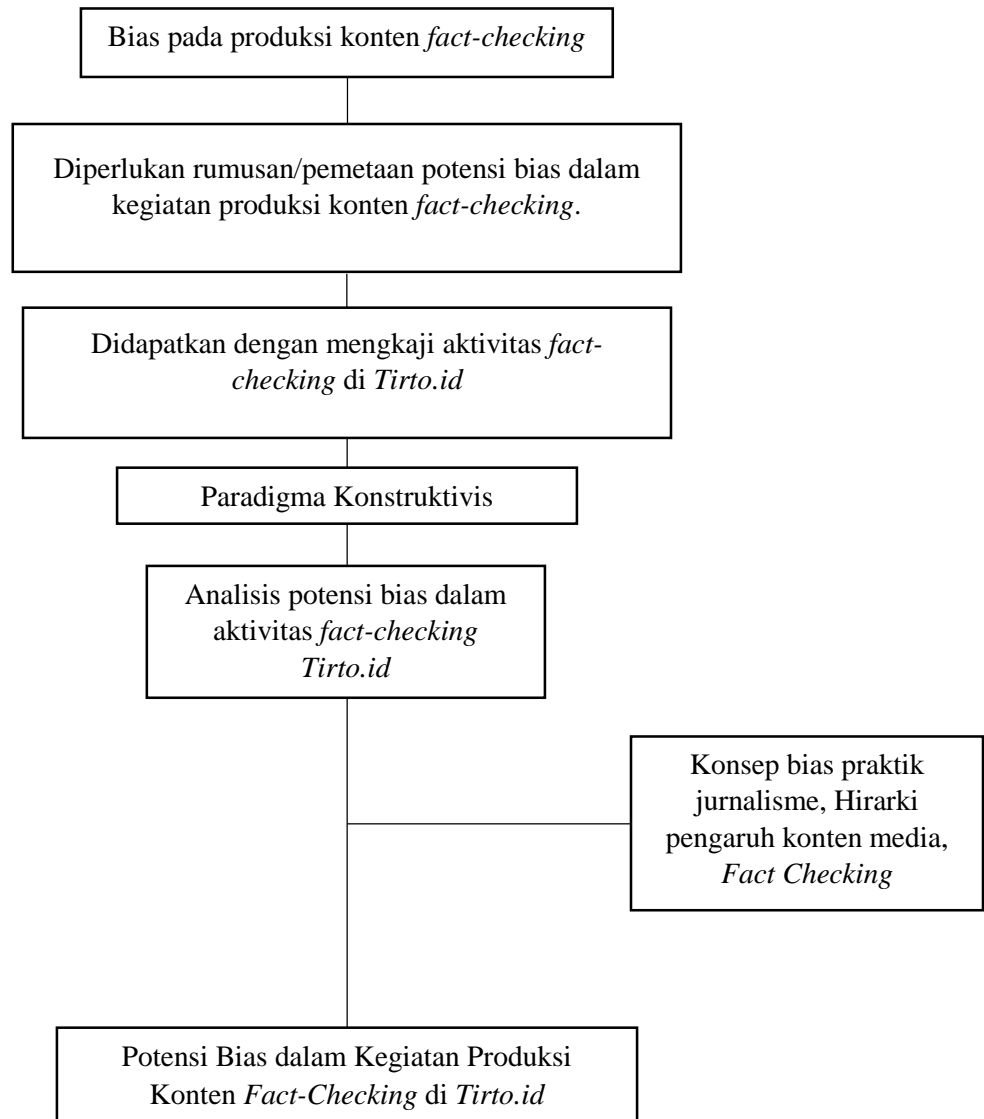 Bias pada produksi konten fact-checking
Diperlukan rumusan/pemetaan potensi bias dalam
kegiatan produksi konten fact-checking.
Didapatkan dengan mengkaji aktivitas fact-
checking di Tirto.id
Paradigma Konstruktivis
Analisis potensi bias dalam
aktivitas fact-checking
Tirto.id
Konsep bias praktik
jurnalisme, Hirarki
pengaruh konten media,
Fact Checking
Potensi Bias dalam Kegiatan Produksi
Konten Fact-Checking di Tirto.id